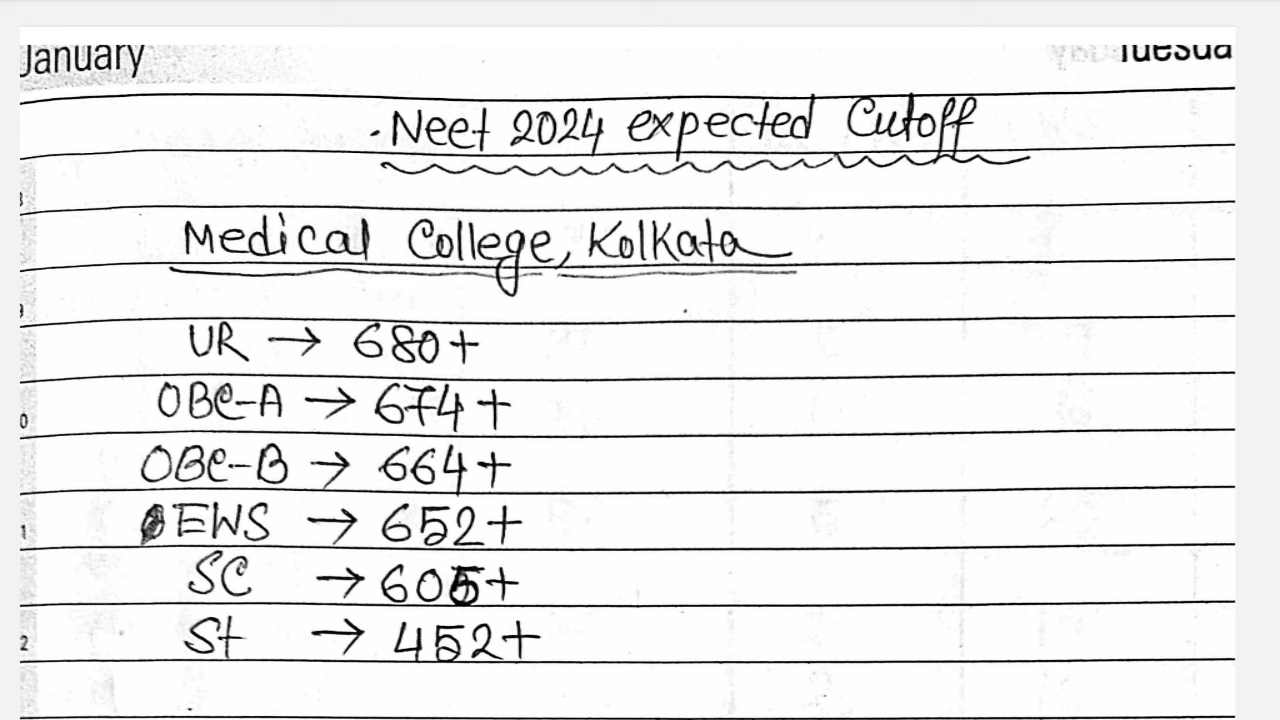 January Tuesda
.Neet 2024 expected Cutoff
Medical College, Kolkata
UR → 680+
OBC-A → 674+
OBC-B → 664+
EWS → 652+
SC → 605+
St → 452+